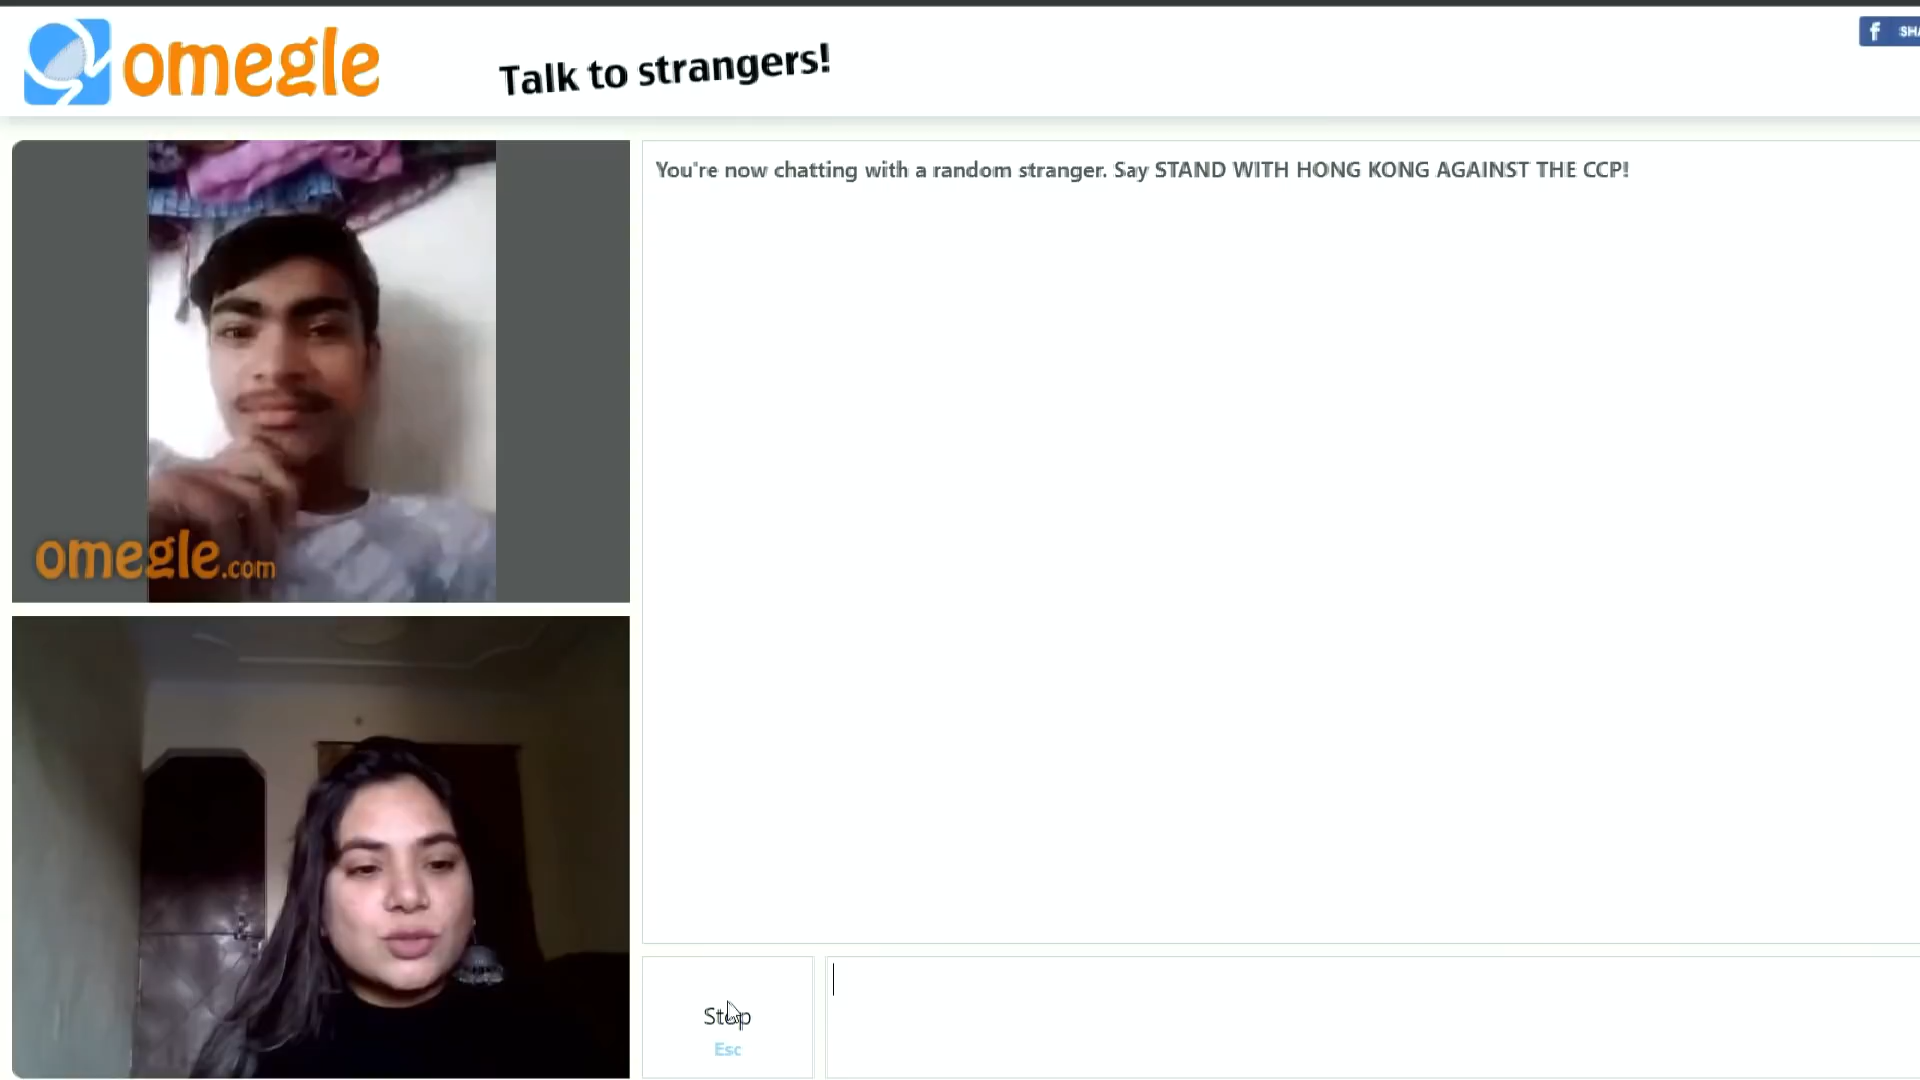 omegle
Talk to strangers!
f
You're now chatting with a random stranger. Say STAND WITH HONG KONG AGAINST THE CCP!
omegle.com
Stop
Esc